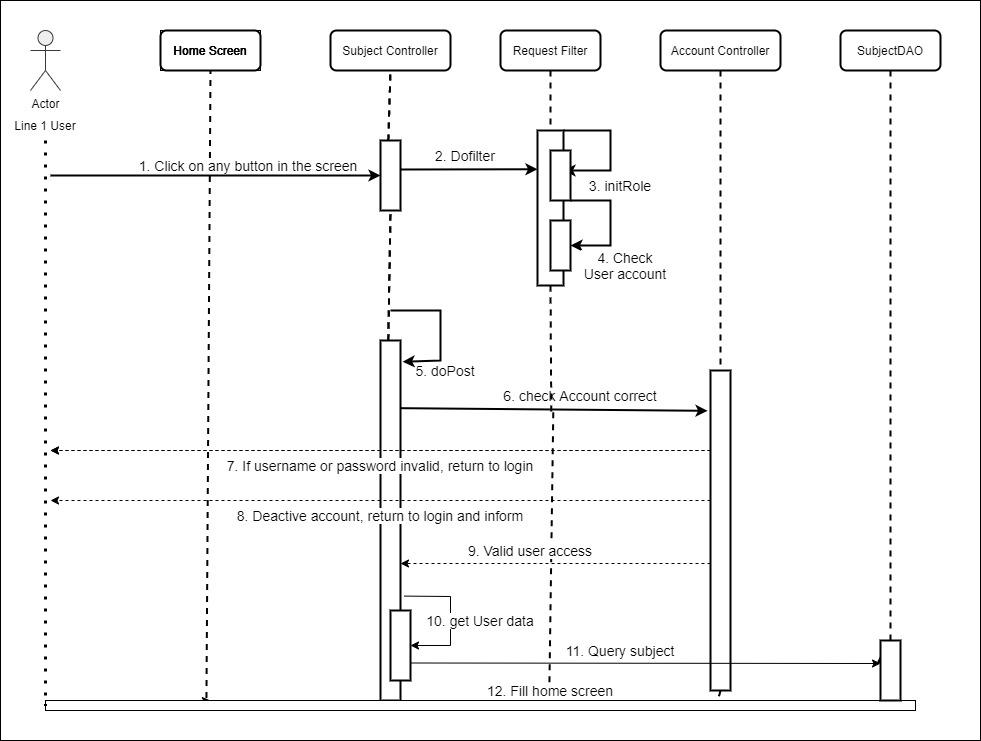 Home Screen
Subject Controller
Request Filter
Account Controller
SubjectDAO
Actor
Line 1 User
1. Click on any button in the screen
2. Dofilter
3. initRole
4. Check
User account
5. doPost
6. check Account correct
7. If username or password invalid, return to login
8. Deactive account, return to login and inform
9. Valid user access
10. get User data
11. Query subject
12. Fill home screen